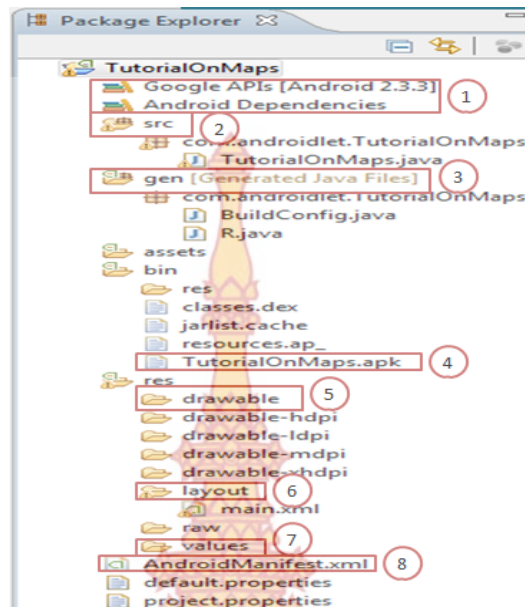 Package Explorer
TutorialOnMaps
Google APIs [Android 2.3.3]
Android Dependencies
1
src
2
com.androidlet.TutorialOnMaps
TutorialOnMaps.java
gen [Generated Java Files]
3
com.androidlet.TutorialOnMaps
BuildConfig.java
R.java
assets
bin
res
classes.dex
jarlist.cache
resources.ap_
TutorialOnMaps.apk
4
res
drawable
5
drawable-hdpi
drawable-ldpi
drawable-mdpi
drawable-xhdpi
layout
6
main.xml
raw
values
7
AndroidManifest.xml
8
default.properties
project.properties